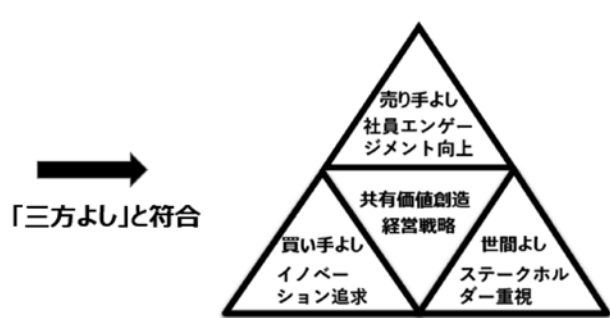 売り手よし
社員エンゲー
ジメント向上
「三方よし」と符合
共有価値創造
経営戦略
買い手よし
イノベー
ション追求
世間よし
ステークホル
ダー重視